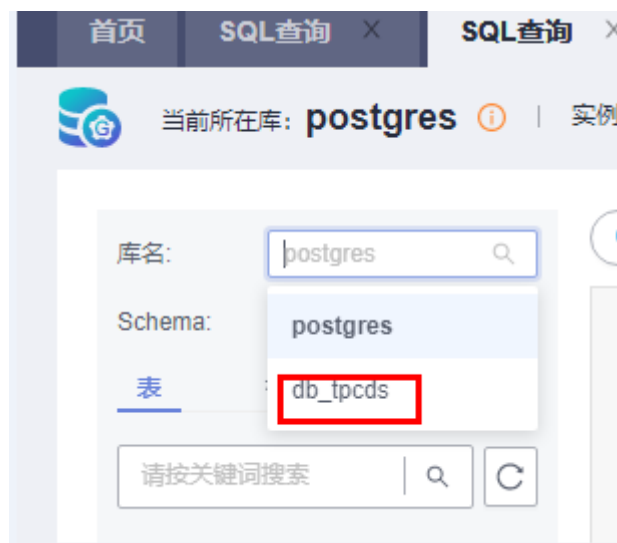 首页 SQL查询 SQL查询
当前所在库: postgres 实例
库名: postgres
Schema: postgres
表 db_tpcds
请按关键词搜索